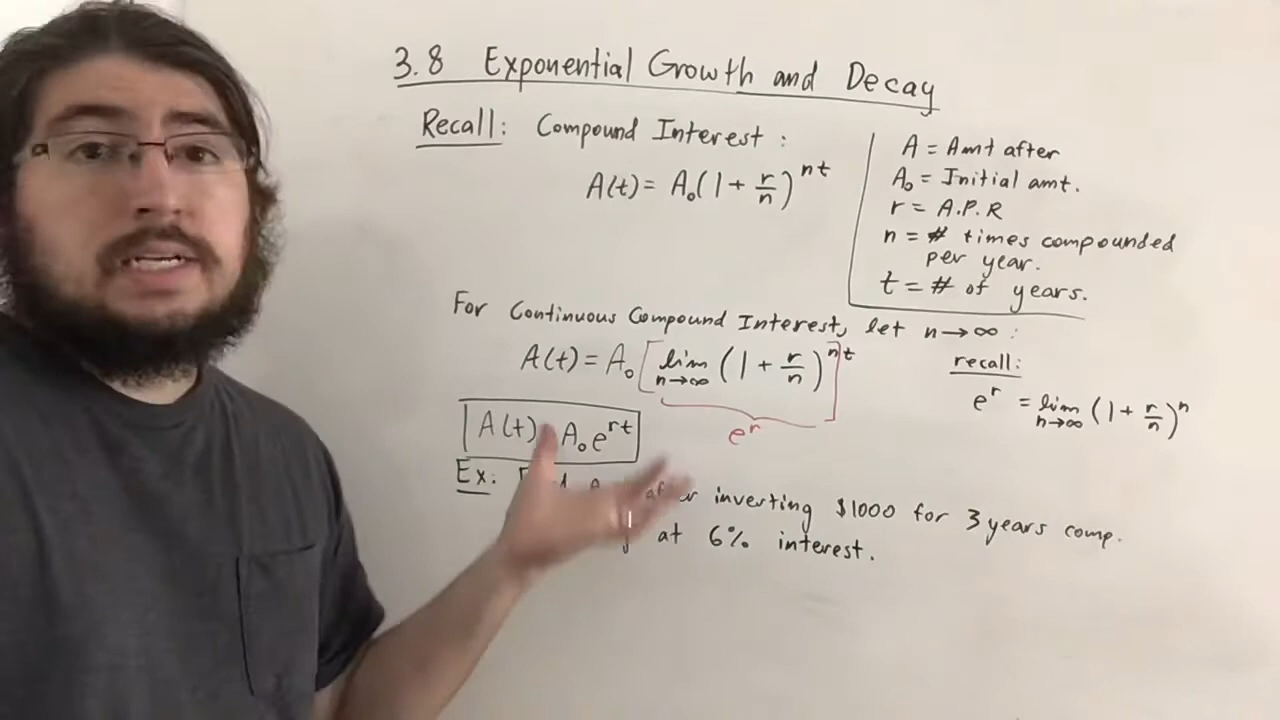 3.8 Exponential Growth and Decay
Recall: Compound Interest:
A(t) = A₀(1 + r/n)^nt
A = Amt after
A₀ = Initial amt.
r = A.P.R
n = # times compounded
per year.
t = # of years.
For Continuous Compound Interest, let n→∞ :
A(t) = A₀[lim n→∞ (1 + r/n)^n]^t
e^r
recall:
e^r = lim n→∞ (1 + r/n)^n
A(t) A₀e^rt
Ex: after inverting $1000 for 3 years comp.
at 6% interest.